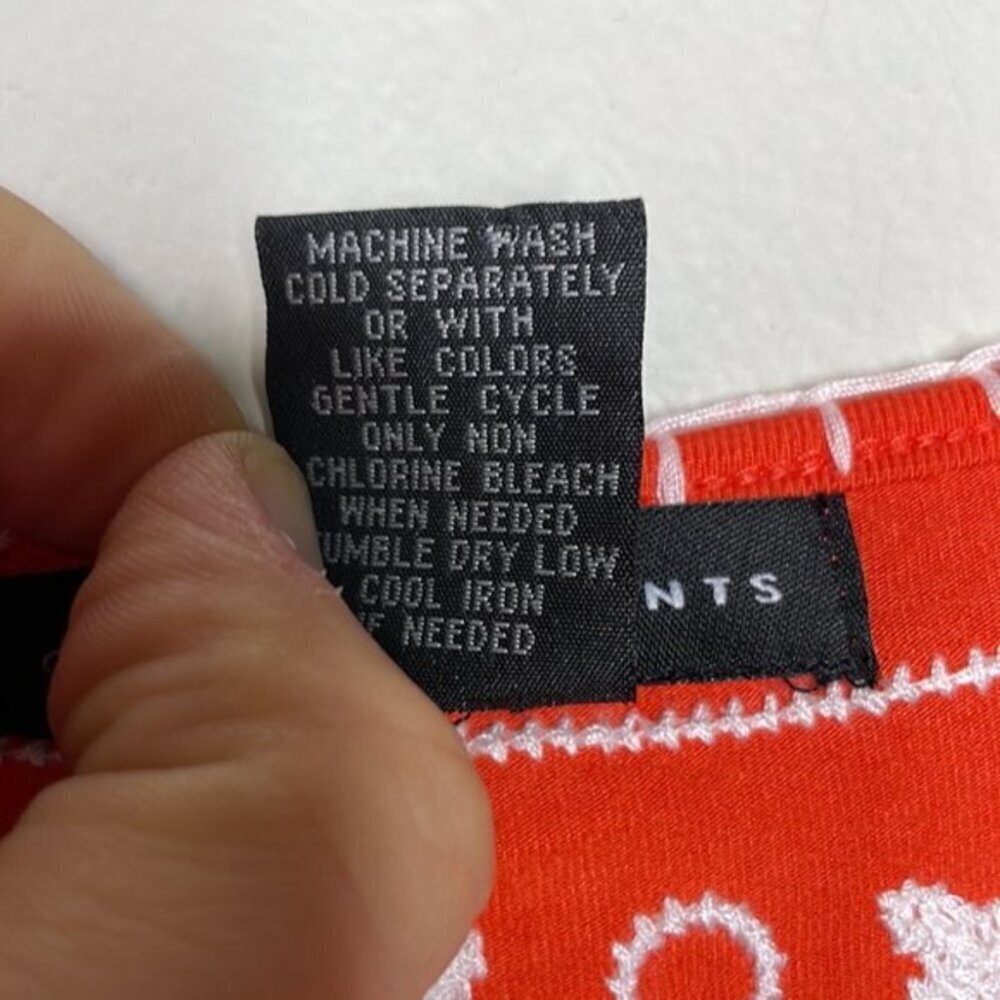 MACHINE WASH
COLD SEPARATELY
OR WITH
LIKE COLORS
GENTLE CYCLE
ONLY NON
CHLORINE BLEACH
WHEN NEEDED
UMBLE DRY LOW
COOL IRON
NEEDED
NTS